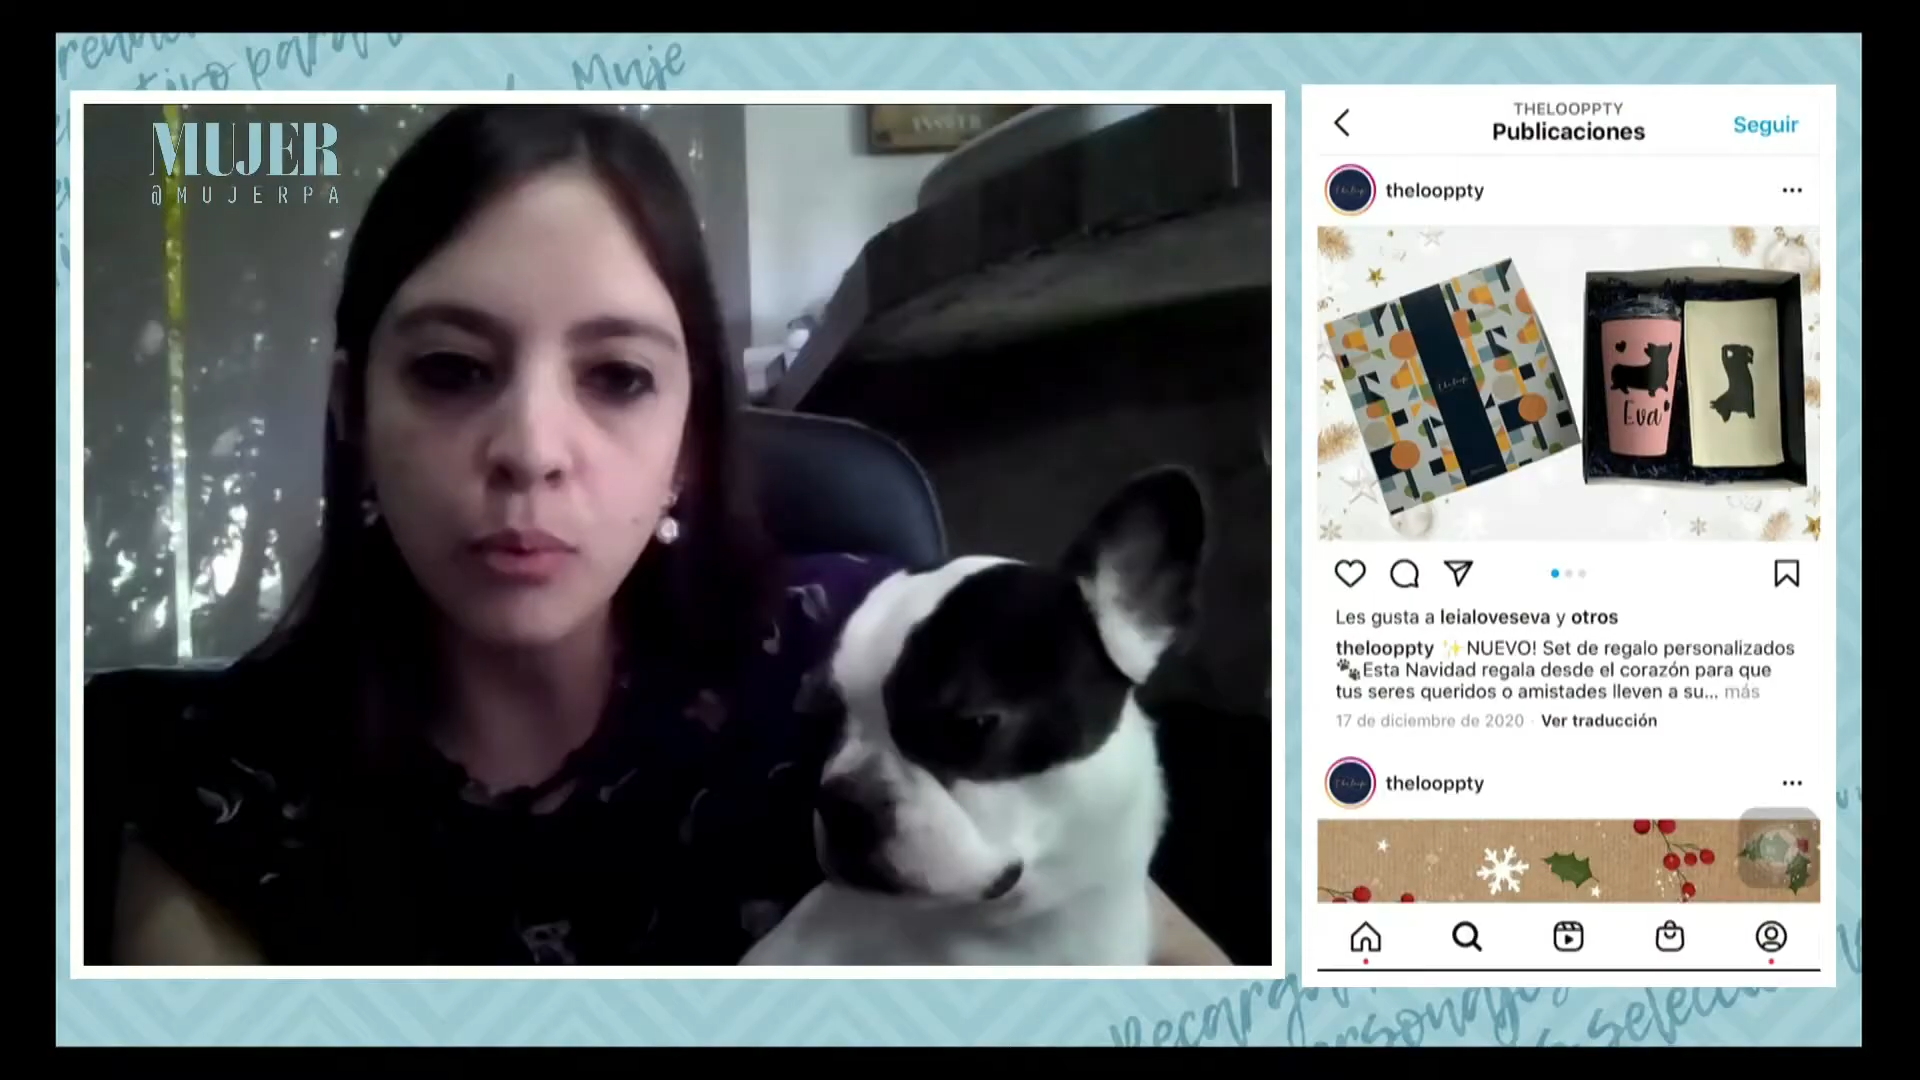 Muje
MUJER
@MUJERPA
THELOOPPTY
Publicaciones
Seguir
thelooppty
Eva
Les gusta a leialoveseva y otros
thelooppty ✨NUEVO! Set de regalo personalizados
🐾Esta Navidad regala desde el corazón para que
tus seres queridos o amistades lleven a su... más
17 de diciembre de 2020 · Ver traducción
thelooppty